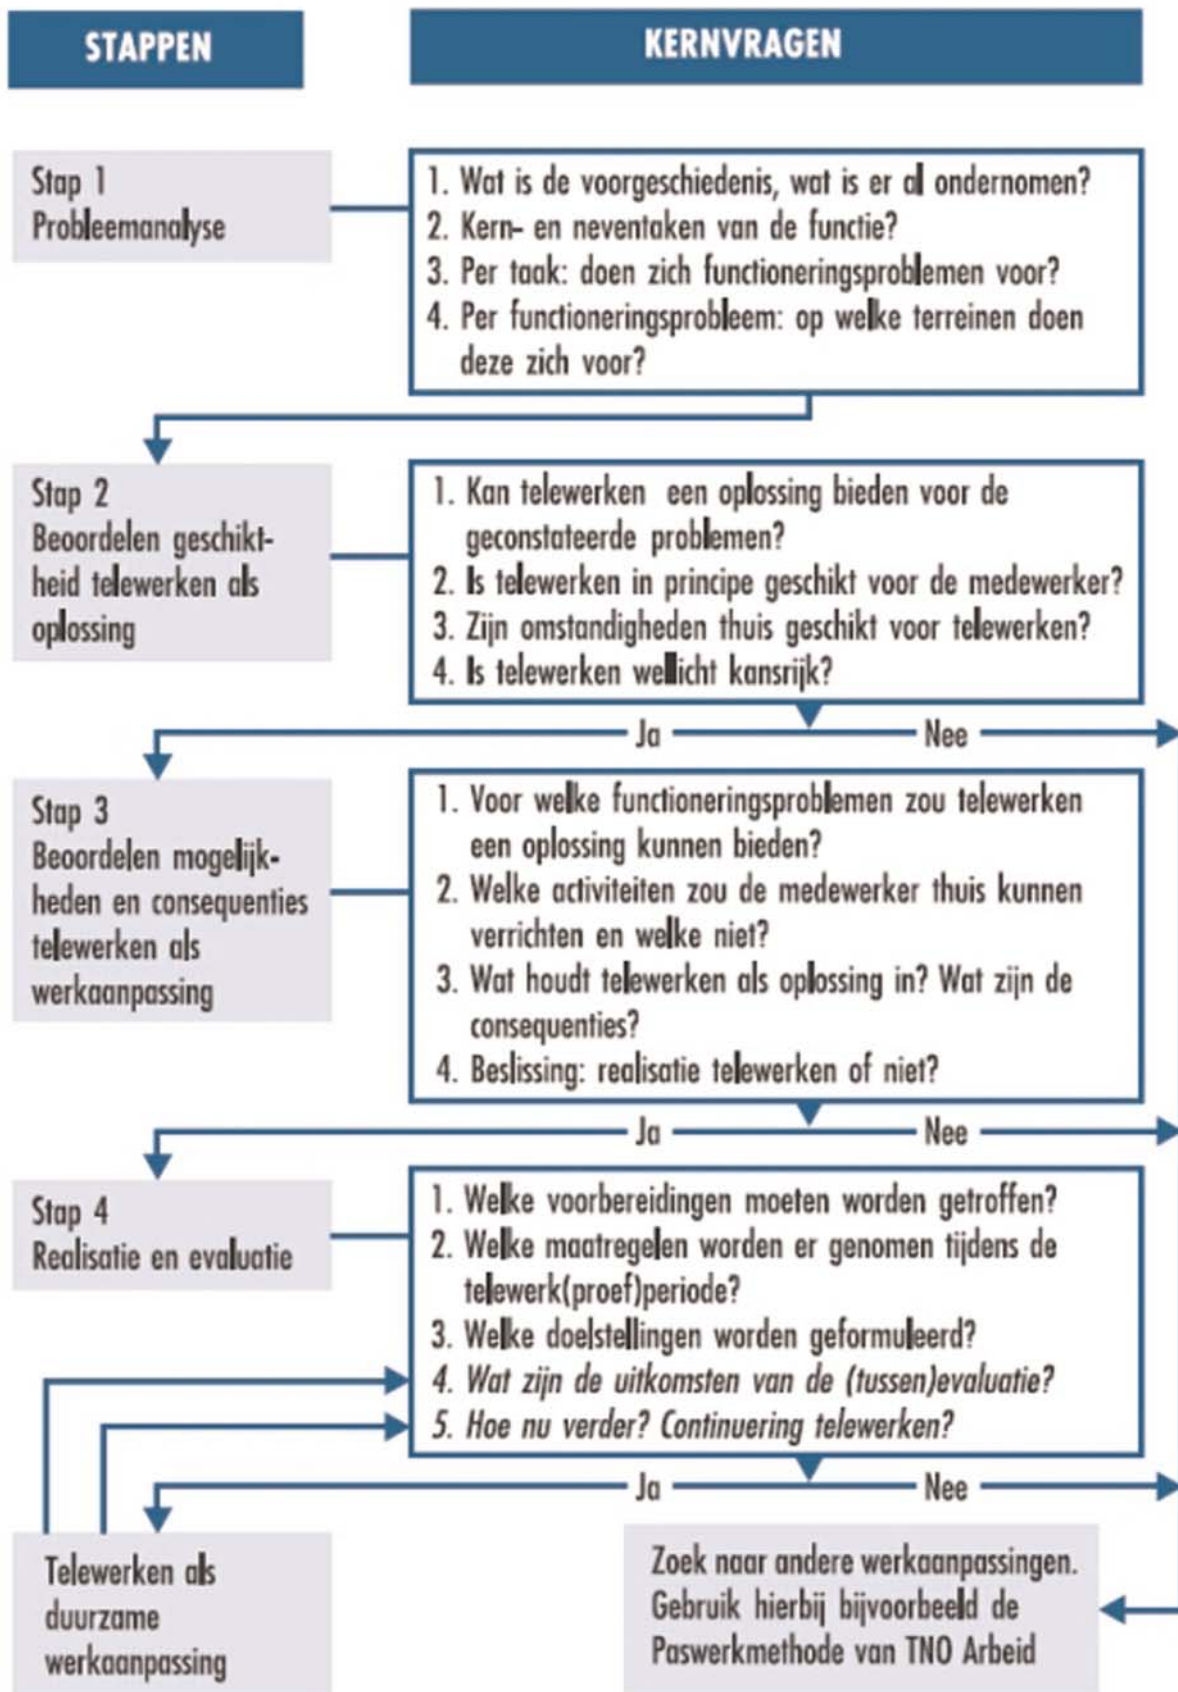 STAPPEN
KERNVRAGEN
Stap 1
Probleemanalyse
1. Wat is de voorgeschiedenis, wat is er al ondernomen?
2. Kern- en neventaken van de functie?
3. Per taak: doen zich functioneringsproblemen voor?
4. Per functioneringsprobleem: op welke terreinen doen
deze zich voor?
Stap 2
Beoordelen geschikt-
heid telewerken als
oplossing
1. Kan telewerken een oplossing bieden voor de
geconstateerde problemen?
2. Is telewerken in principe geschikt voor de medewerker?
3. Zijn omstandigheden thuis geschikt voor telewerken?
4. Is telewerken wellicht kansrijk?
Ja
Nee
Stap 3
Beoordelen mogelijk-
heden en consequenties
telewerken als
werkaanpassing
1. Voor welke functioneringsproblemen zou telewerken
een oplossing kunnen bieden?
2. Welke activiteiten zou de medewerker thuis kunnen
verrichten en welke niet?
3. Wat houdt telewerken als oplossing in? Wat zijn de
consequenties?
4. Beslissing: realisatie telewerken of niet?
Ja
Nee
Stap 4
Realisatie en evaluatie
1. Welke voorbereidingen moeten worden getroffen?
2. Welke maatregelen worden er genomen tijdens de
telewerk(proef)periode?
3. Welke doelstellingen worden geformuleerd?
4. Wat zijn de uitkomsten van de (tussen)evaluatie?
5. Hoe nu verder? Continuering telewerken?
Ja
Nee
Telewerken als
duurzame
werkaanpassing
Zoek naar andere werkaanpassingen.
Gebruik hierbij bijvoorbeeld de
Paswerkmethode van TNO Arbeid